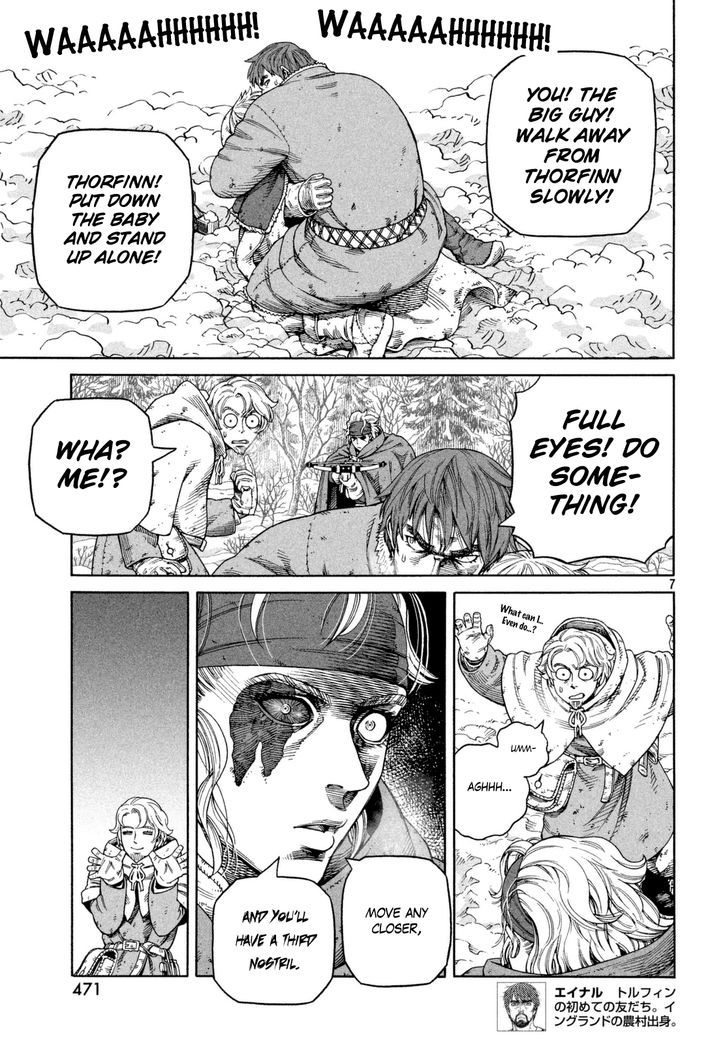 WAAAAAHHHHHH!
WAAAAAHHHHHH!
YOU! THE
BIG GUY!
WALK AWAY
FROM
THORFINN
SLOWLY!
THORFINN!
PUT DOWN
THE BABY
AND STAND
UP ALONE!
FULL
EYES! DO
SOME-
THING!
WHA?
ME!?
7
What can I..
Even do..?
UMM-
AGHHH...
MOVE ANY
CLOSER,
AND YOU'LL
HAVE A THIRD
NOSTRIL.
471
エイナル トルフィン
の初めての友だち。イ
ングランドの農村出身。